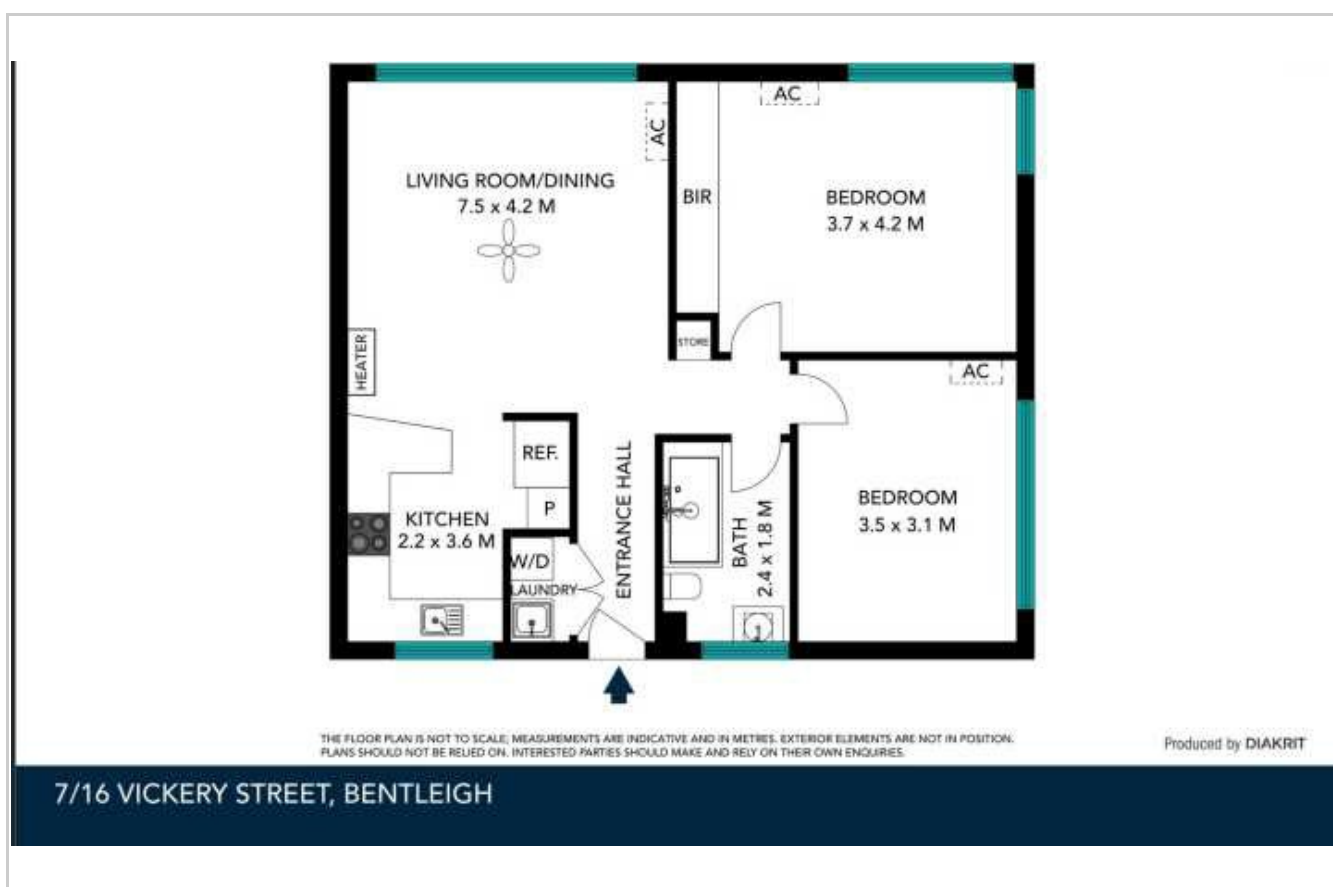 AC
AC
LIVING ROOM/DINING
7.5 x 4.2 M
BIR
BEDROOM
3.7 x 4.2 M
STORE
HEATER
AC
REF.
P
KITCHEN
2.2 x 3.6 M
W/D
LAUNDRY
ENTRANCE HALL
BATH
2.4 x 1.8 M
BEDROOM
3.5 x 3.1 M
THE FLOOR PLAN IS NOT TO SCALE; MEASUREMENTS ARE INDICATIVE AND IN METRES. EXTERIOR ELEMENTS ARE NOT IN POSITION.
PLANS SHOULD NOT BE RELIED ON. INTERESTED PARTIES SHOULD MAKE AND RELY ON THEIR OWN ENQUIRIES.
Produced by DIAKRIT
7/16 VICKERY STREET, BENTLEIGH